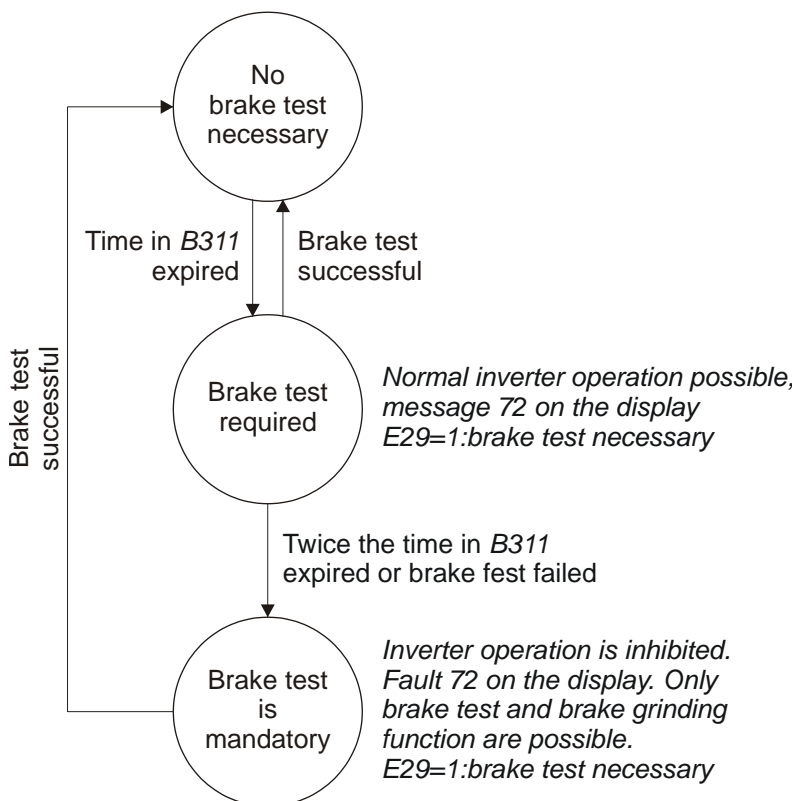 No
brake test
necessary
Time in B311
expired
Brake test
successful
Brake test
successful
Brake test
required
Normal inverter operation possible,
message 72 on the display
E29=1:brake test necessary
Twice the time in B311
expired or brake fest failed
Brake test
is
mandatory
Inverter operation is inhibited.
Fault 72 on the display. Only
brake test and brake grinding
function are possible.
E29=1:brake test necessary